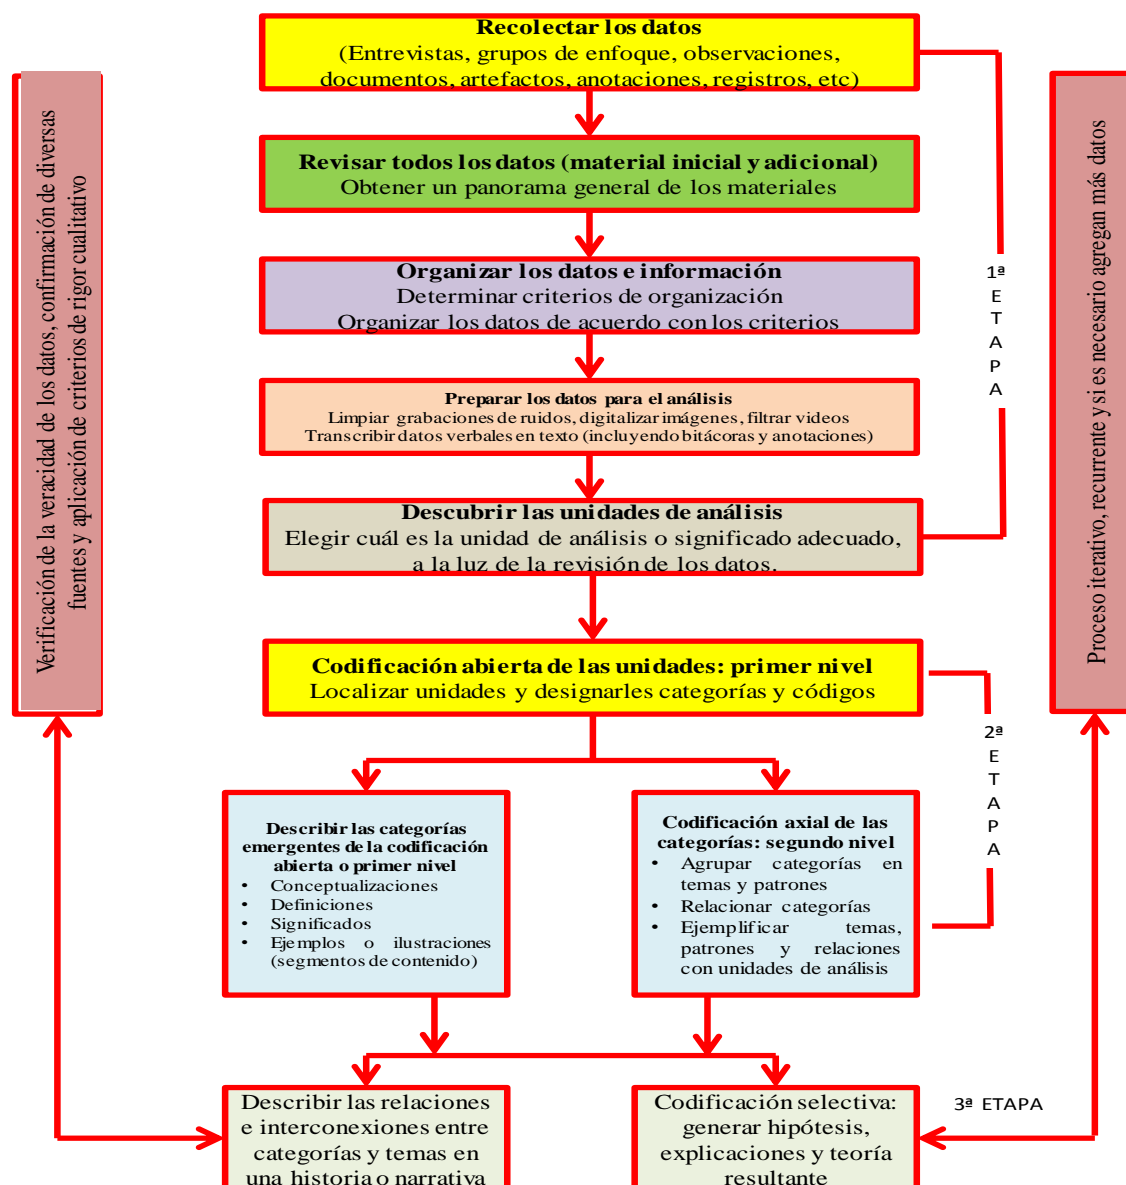 Recolectar los datos
(Entrevistas, grupos de enfoque, observaciones,
documentos, artefactos, anotaciones, registros, etc)
Revisar todos los datos (material inicial y adicional)
Obtener un panorama general de los materiales
Organizar los datos e información
Determinar criterios de organización
Organizar los datos de acuerdo con los criterios
Preparar los datos para el análisis
Limpiar grabaciones de ruidos, digitalizar imágenes, filtrar videos
Transcribir datos verbales en texto (incluyendo bitácoras y anotaciones)
Descubrir las unidades de análisis
Elegir cuál es la unidad de análisis o significado adecuado,
a la luz de la revisión de los datos.
1ª
E
T
A
P
A
Verificación de la veracidad de los datos, confirmación de diversas
fuentes y aplicación de criterios de rigor cualitativo
Proceso iterativo, recurrente y si es necesario agregan más datos
Codificación abierta de las unidades: primer nivel
Localizar unidades y designarles categorías y códigos
2ª
E
T
A
P
A
Describir las categorías
emergentes de la codificación
abierta o primer nivel
• Conceptualizaciones
• Definiciones
• Significados
• Ejemplos o ilustraciones
(segmentos de contenido)
Codificación axial de las
categorías: segundo nivel
• Agrupar categorías en
temas y patrones
• Relacionar categorías
• Ejemplificar temas,
patrones y relaciones
con unidades de análisis
Describir las relaciones
e interconexiones entre
categorías y temas en
una historia o narrativa
Codificación selectiva:
generar hipótesis,
explicaciones y teoría
resultante
3ª ETAPA